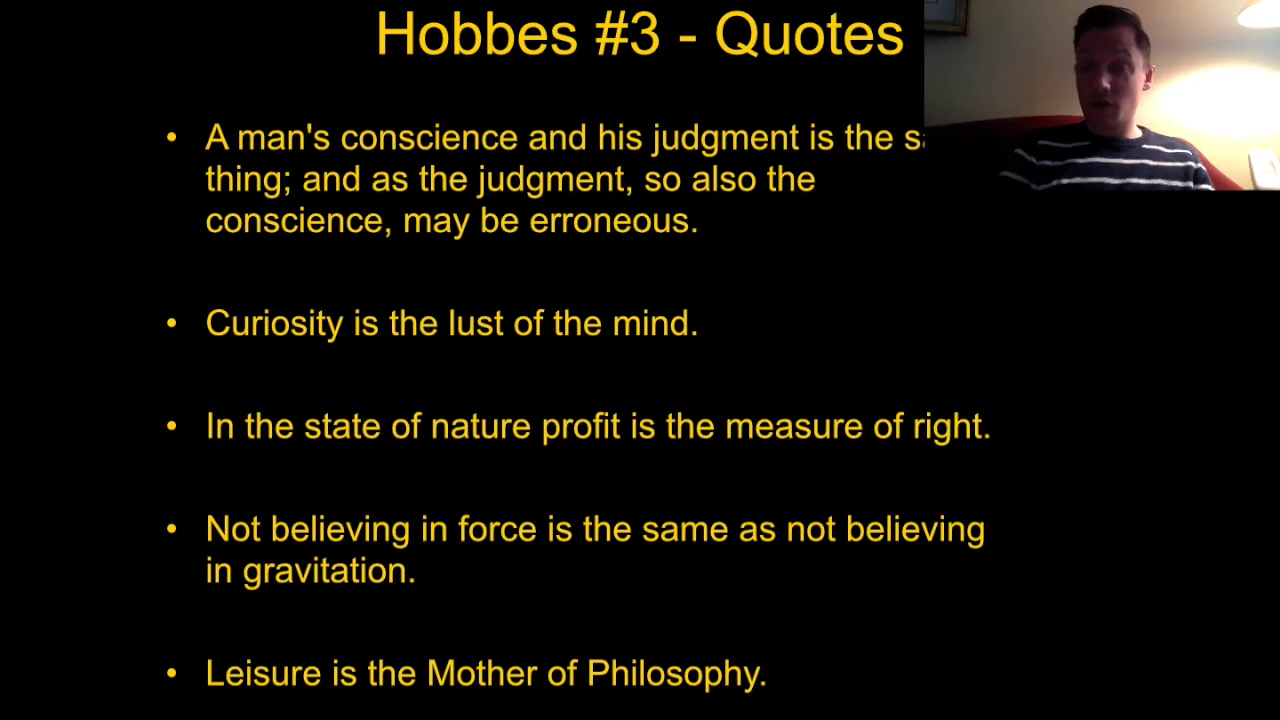 Hobbes #3 - Quotes
• A man's conscience and his judgment is the
thing; and as the judgment, so also the
conscience, may be erroneous.
• Curiosity is the lust of the mind.
• In the state of nature profit is the measure of right.
• Not believing in force is the same as not believing
in gravitation.
• Leisure is the Mother of Philosophy.